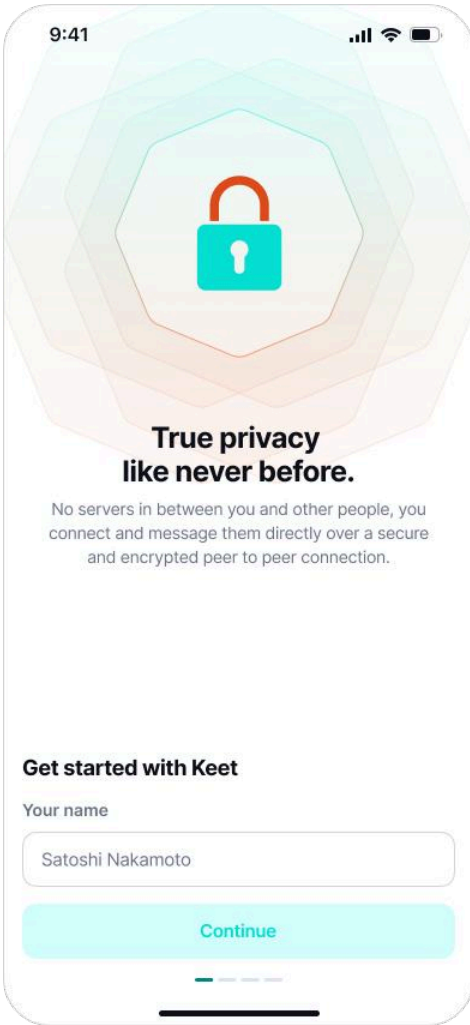 9:41
True privacy
like never before.
No servers in between you and other people, you
connect and message them directly over a secure
and encrypted peer to peer connection.
Get started with Keet
Your name
Satoshi Nakamoto
Continue